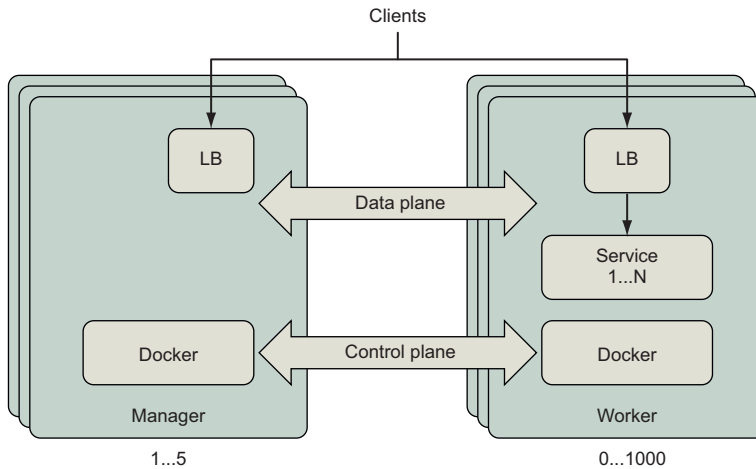 Clients
LB
LB
Data plane
Service
1...N
Docker
Control plane
Docker
Manager
Worker
1...5
0...1000